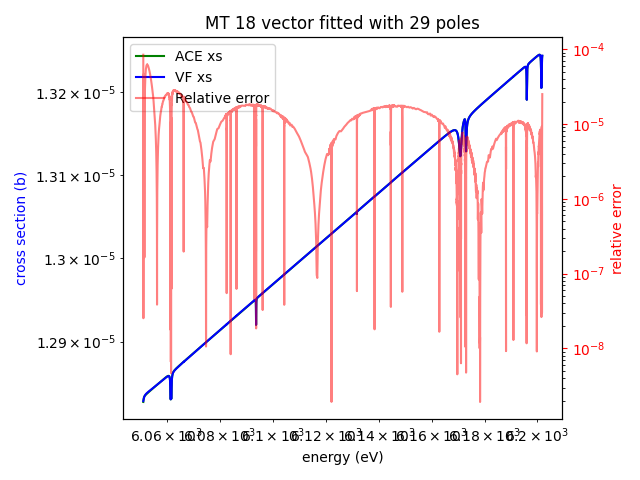 MT 18 vector fitted with 29 poles
ACE xs
VF xs
Relative error
cross section (b)
1.32 × 10⁻⁵
1.31 × 10⁻⁵
1.3 × 10⁻⁵
1.29 × 10⁻⁵
10⁻⁴
10⁻⁵
10⁻⁶
10⁻⁷
10⁻⁸
relative error
6.06 × 10³ 6.08 × 10³ 6.1 × 10³ 6.12 × 10³ 6.14 × 10³ 6.16 × 10³ 6.18 × 10³ 6.2 × 10³
energy (eV)